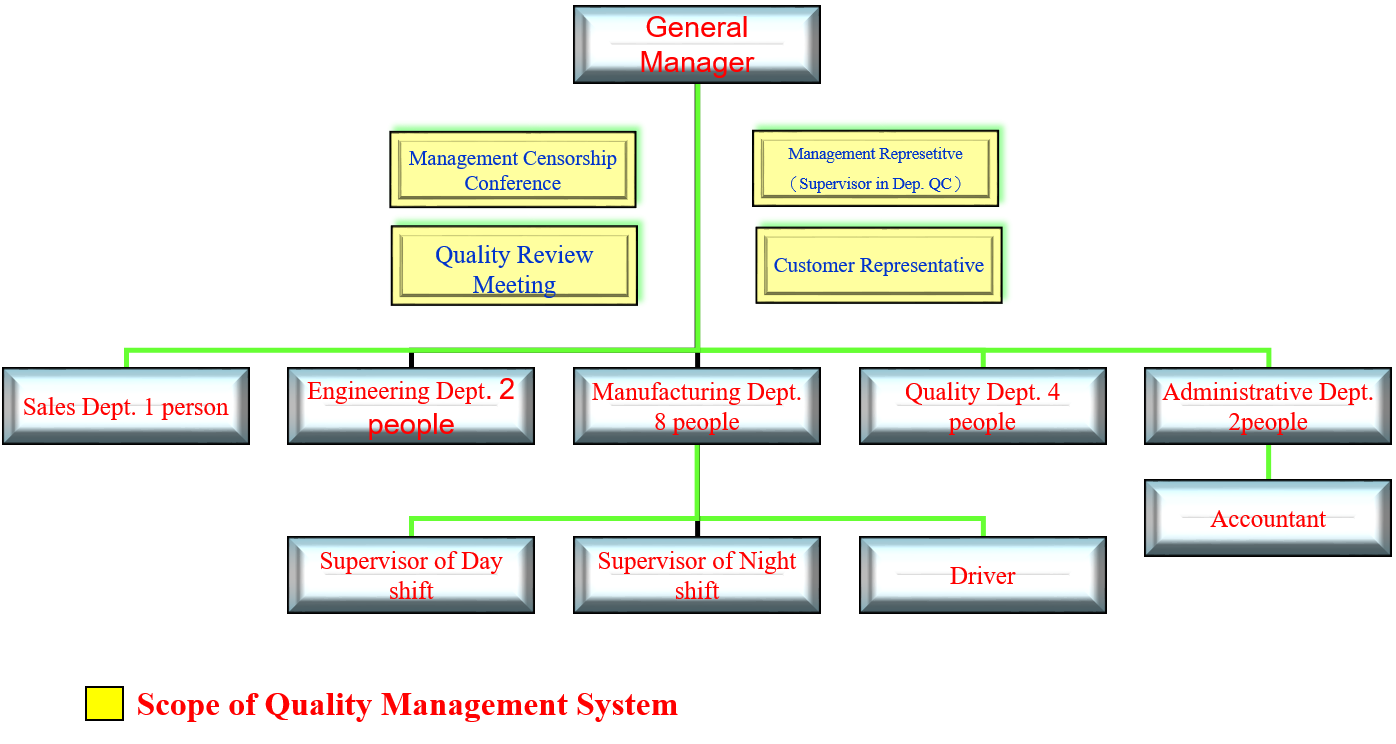 General
Manager
Management Censorship
Conference
Management Represetitve
（Supervisor in Dep. QC）
Quality Review
Meeting
Customer Representative
Sales Dept. 1 person
Engineering Dept. 2
people
Manufacturing Dept.
8 people
Quality Dept. 4
people
Administrative Dept.
2people
Accountant
Supervisor of Day
shift
Supervisor of Night
shift
Driver
Scope of Quality Management System